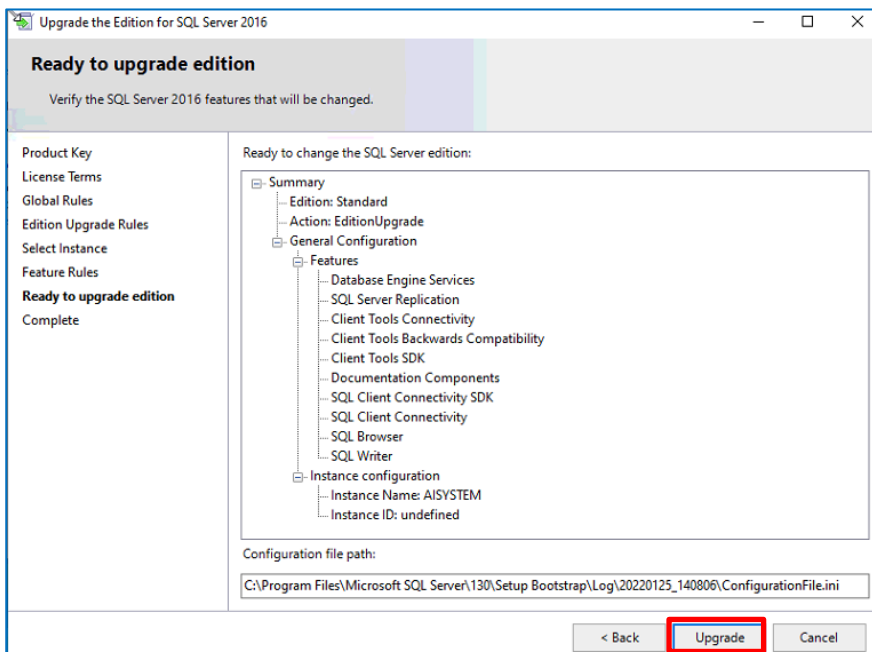 Upgrade the Edition for SQL Server 2016
Ready to upgrade edition
Verify the SQL Server 2016 features that will be changed.
Product Key
License Terms
Global Rules
Edition Upgrade Rules
Select Instance
Feature Rules
Ready to upgrade edition
Complete
Ready to change the SQL Server edition:
Summary
Edition: Standard
Action: EditionUpgrade
General Configuration
Features
Database Engine Services
SQL Server Replication
Client Tools Connectivity
Client Tools Backwards Compatibility
Client Tools SDK
Documentation Components
SQL Client Connectivity SDK
SQL Client Connectivity
SQL Browser
SQL Writer
Instance configuration
Instance Name: AISYSTEM
Instance ID: undefined
Configuration file path:
C:\Program Files\Microsoft SQL Server\130\Setup Bootstrap\Log\20220125_140806\ConfigurationFile.ini
< Back Upgrade Cancel